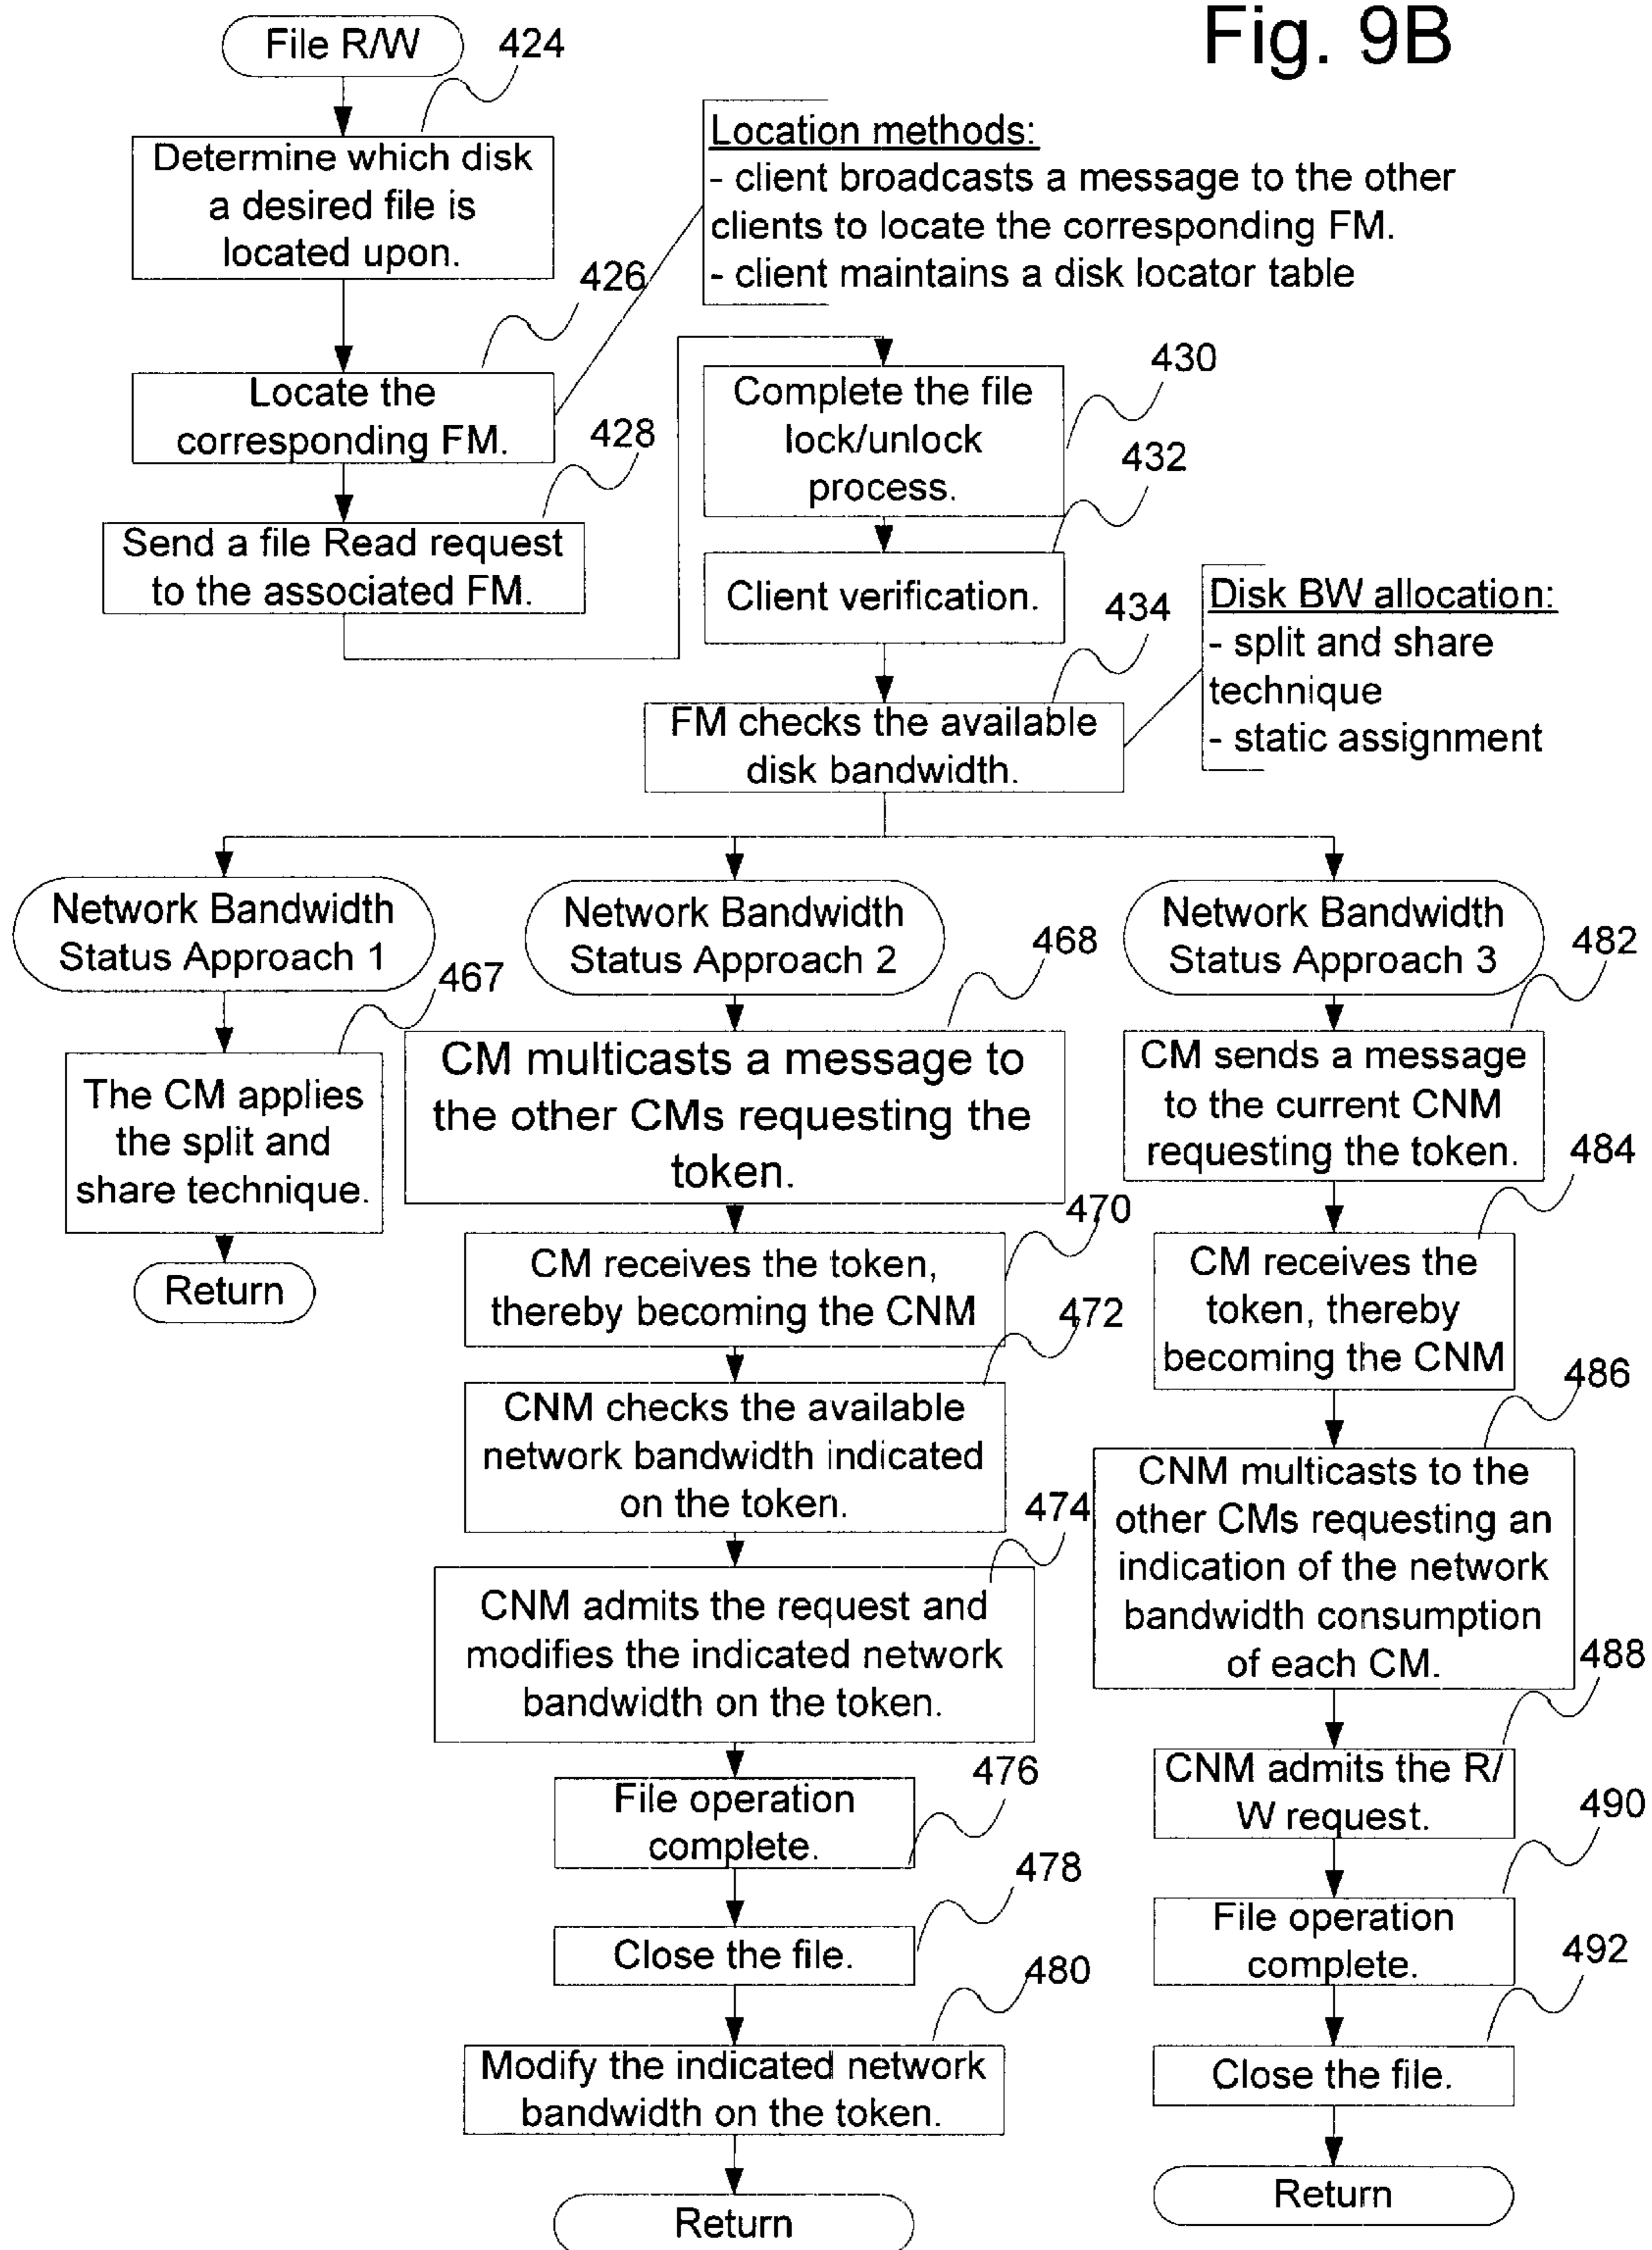 Fig. 9B
File R/W
424
Determine which disk
a desired file is
located upon.
Location methods:
- client broadcasts a message to the other
clients to locate the corresponding FM.
- client maintains a disk locator table
426
Locate the
corresponding FM.
428
Send a file Read request
to the associated FM.
430
Complete the file
lock/unlock
process.
432
Client verification.
434
Disk BW allocation:
- split and share
technique
- static assignment
FM checks the available
disk bandwidth.
Network Bandwidth
Status Approach 1
467
The CM applies
the split and
share technique.
Return
Network Bandwidth
Status Approach 2
468
CM multicasts a message to
the other CMs requesting the
token.
470
CM receives the token,
thereby becoming the CNM
472
CNM checks the available
network bandwidth indicated
on the token.
474
CNM admits the request and
modifies the indicated network
bandwidth on the token.
476
File operation
complete.
478
Close the file.
480
Modify the indicated network
bandwidth on the token.
Return
Network Bandwidth
Status Approach 3
482
CM sends a message
to the current CNM
requesting the token.
484
CM receives the
token, thereby
becoming the CNM
486
CNM multicasts to the
other CMs requesting an
indication of the network
bandwidth consumption
of each CM.
488
CNM admits the R/
W request.
490
File operation
complete.
492
Close the file.
Return